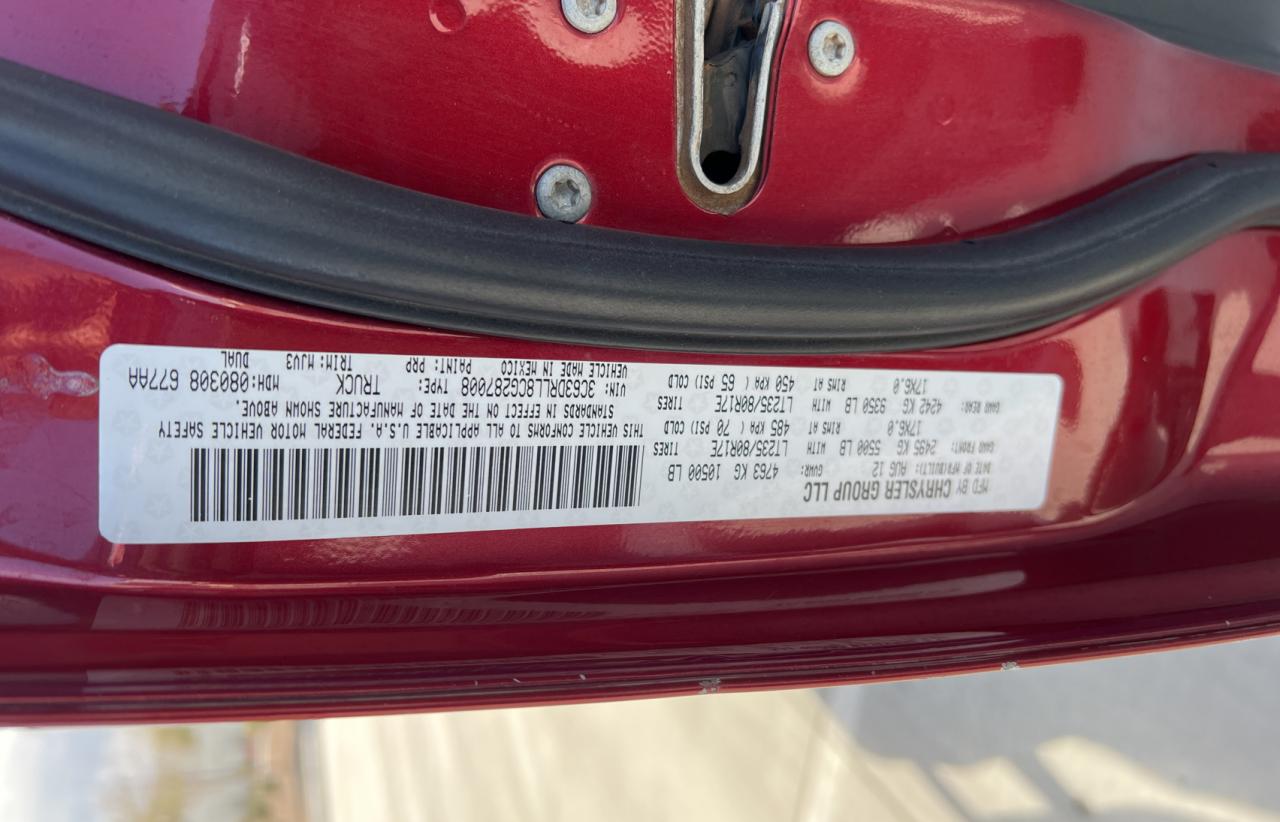 MFD BY CHRYSLER GROUP LLC
DATE OF MFR(BUILT): AUG 12 GVWR: 4763 KG 10500 LB
GAWR FRONT: 2495 KG 5500 LB WITH LT235/80R17E TIRES
17X6.0 RIMS AT 485 KPA ( 70 PSI) COLD
GAWR REAR: 4242 KG 9350 LB WITH LT235/80R17E TIRES
17X6.0 RIMS AT 450 KPA ( 65 PSI) COLD
THIS VEHICLE CONFORMS TO ALL APPLICABLE U.S.A. FEDERAL MOTOR VEHICLE SAFETY
STANDARDS IN EFFECT ON THE DATE OF MANUFACTURE SHOWN ABOVE.
VIN: 3C63DRLL8CG287008 TYPE: TRUCK MDH:080308 677AA
VEHICLE MADE IN MEXICO PAINT: PRP TRIM: MJV3 DUAL